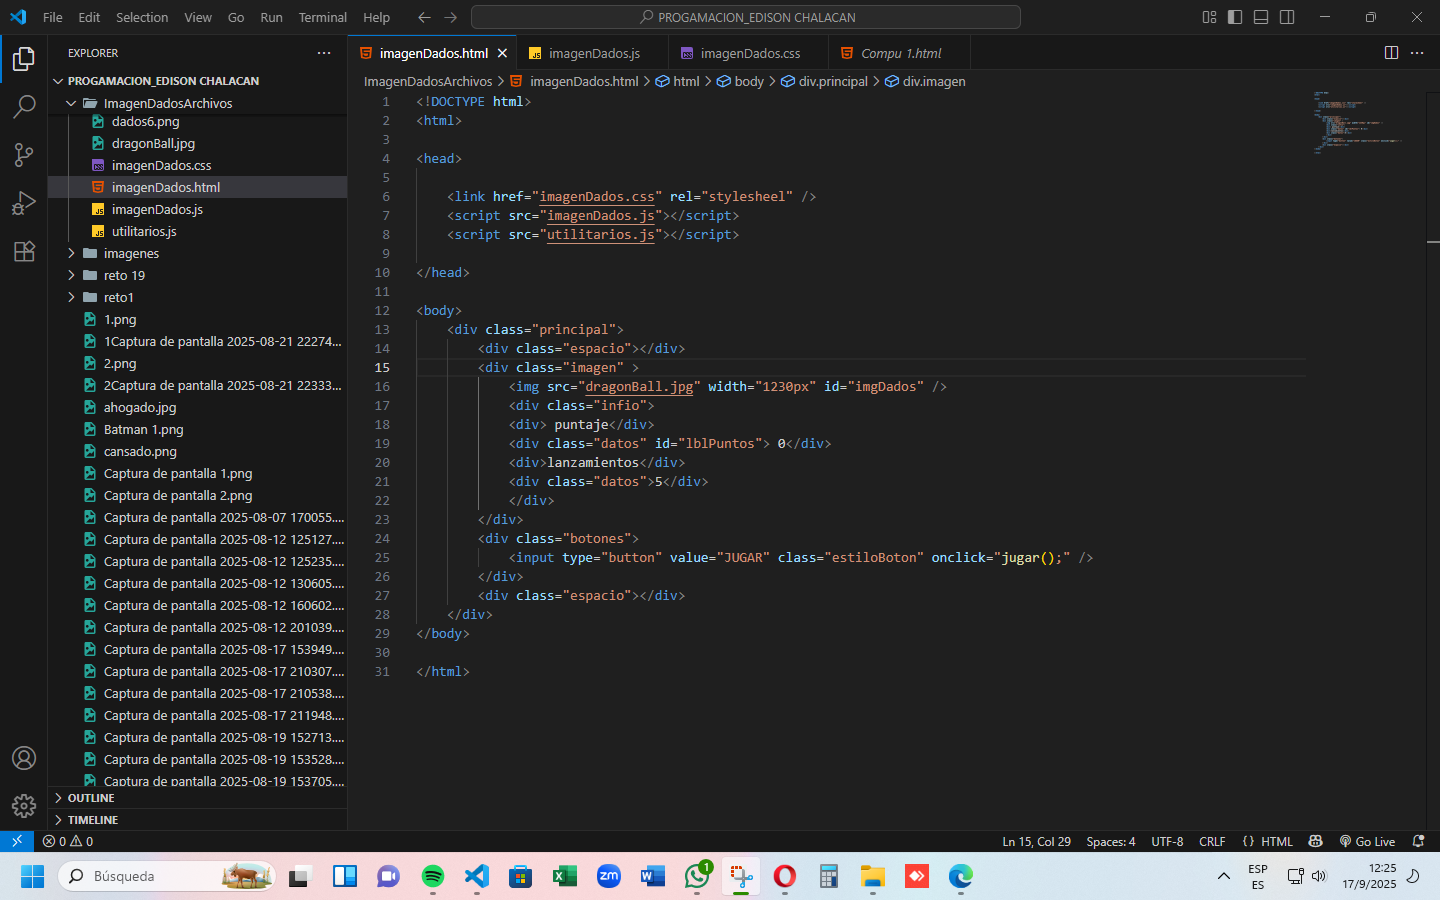 File Edit Selection View Go Run Terminal Help
PROGAMACION_EDISON CHALACAN
EXPLORER
PROGAMACION_EDISON CHALACAN
ImagenDadosArchivos
dados6.png
dragonBall.jpg
imagenDados.css
imagenDados.html
imagenDados.js
utilitarios.js
imagenes
reto 19
reto1
1.png
1Captura de pantalla 2025-08-21 22274...
2.png
2Captura de pantalla 2025-08-21 22333...
ahogado.jpg
Batman 1.png
cansado.png
Captura de pantalla 1.png
Captura de pantalla 2.png
Captura de pantalla 2025-08-07 170055....
Captura de pantalla 2025-08-12 125127....
Captura de pantalla 2025-08-12 125235....
Captura de pantalla 2025-08-12 130605....
Captura de pantalla 2025-08-12 160602....
Captura de pantalla 2025-08-12 201039....
Captura de pantalla 2025-08-17 153949....
Captura de pantalla 2025-08-17 210307....
Captura de pantalla 2025-08-17 210538....
Captura de pantalla 2025-08-17 211948....
Captura de pantalla 2025-08-19 152713....
Captura de pantalla 2025-08-19 153528....
Captura de pantalla 2025-08-19 153705....
OUTLINE
TIMELINE
imagenDados.html imagenDados.js imagenDados.css Compu 1.html
ImagenDadosArchivos > imagenDados.html > html > body > div.principal > div.imagen
1 <!DOCTYPE html>
2 <html>
3
4 <head>
5
6 <link href="imagenDados.css" rel="stylesheel" />
7 <script src="imagenDados.js"></script>
8 <script src="utilitarios.js"></script>
9
10 </head>
11
12 <body>
13 <div class="principal">
14 <div class="espacio"></div>
15 <div class="imagen" >
16 <img src="dragonBall.jpg" width="1230px" id="imgDados" />
17 <div class="infio">
18 <div> puntaje</div>
19 <div class="datos" id="lblPuntos"> 0</div>
20 <div>lanzamientos</div>
21 <div class="datos">5</div>
22 </div>
23 </div>
24 <div class="botones">
25 <input type="button" value="JUGAR" class="estiloBoton" onclick="jugar();" />
26 </div>
27 <div class="espacio"></div>
28 </div>
29 </body>
30
31 </html>
0 0 Ln 15, Col 29 Spaces: 4 UTF-8 CRLF {} HTML Go Live
Búsqueda
zm
1
ESP
ES
12:25
17/9/2025